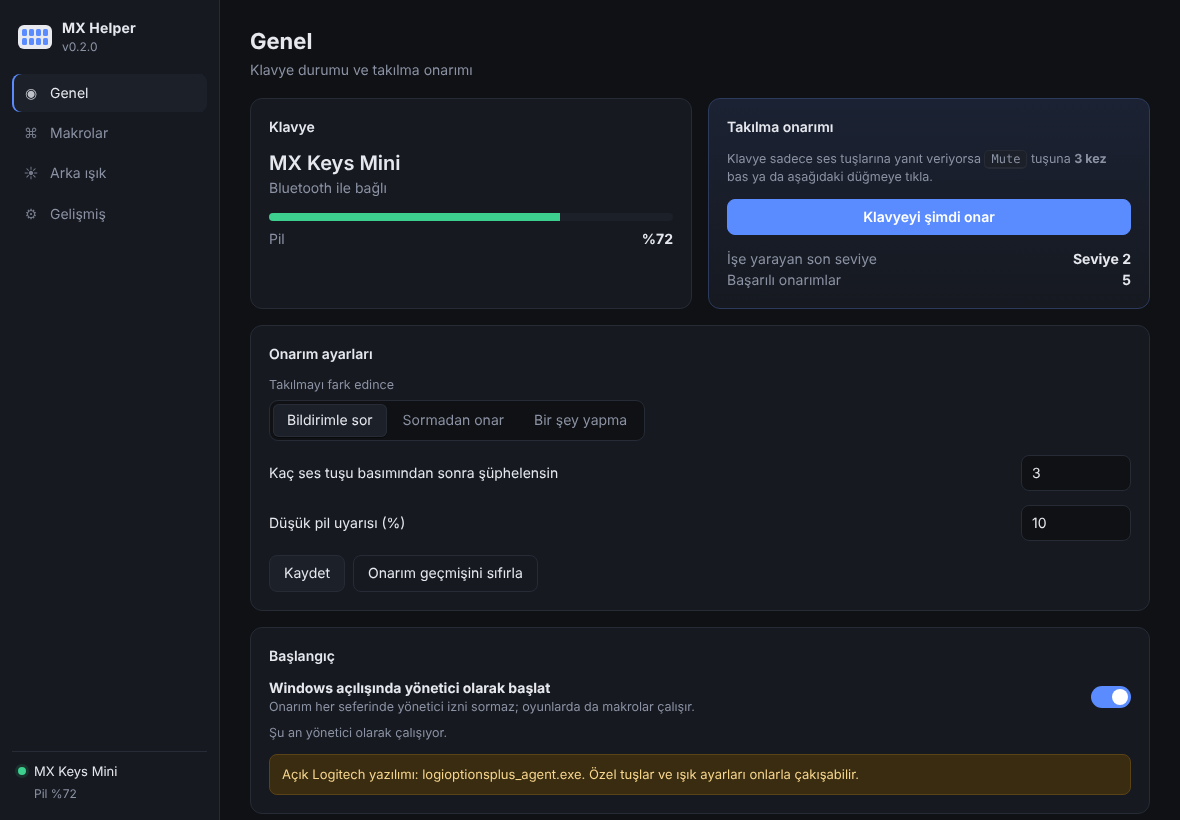 MX Helper
v0.2.0
Genel
Makrolar
Arka ışık
Gelişmiş
MX Keys Mini
Pil %72
Genel
Klavye durumu ve takılma onarımı
Klavye
MX Keys Mini
Bluetooth ile bağlı
Pil %72
Takılma onarımı
Klavye sadece ses tuşlarına yanıt veriyorsa Mute tuşuna 3 kez
bas ya da aşağıdaki düğmeye tıkla.
Klavyeyi şimdi onar
İşe yarayan son seviye Seviye 2
Başarılı onarımlar 5
Onarım ayarları
Takılmayı fark edince
Bildirimle sor Sormadan onar Bir şey yapma
Kaç ses tuşu basımından sonra şüphelensin 3
Düşük pil uyarısı (%) 10
Kaydet Onarım geçmişini sıfırla
Başlangıç
Windows açılışında yönetici olarak başlat
Onarım her seferinde yönetici izni sormaz; oyunlarda da makrolar çalışır.
Şu an yönetici olarak çalışıyor.
Açık Logitech yazılımı: logioptionsplus_agent.exe. Özel tuşlar ve ışık ayarları onlarla çakışabilir.